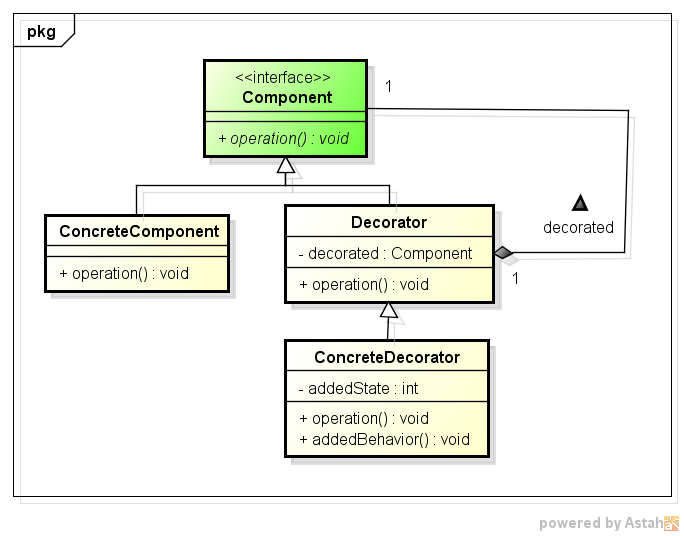 pkg
<<interface>>
Component
1
+ operation() : void
decorated
ConcreteComponent
+ operation() : void
Decorator
- decorated : Component
+ operation() : void
1
ConcreteDecorator
- addedState : int
+ operation() : void
+ addedBehavior() : void
powered by Astah